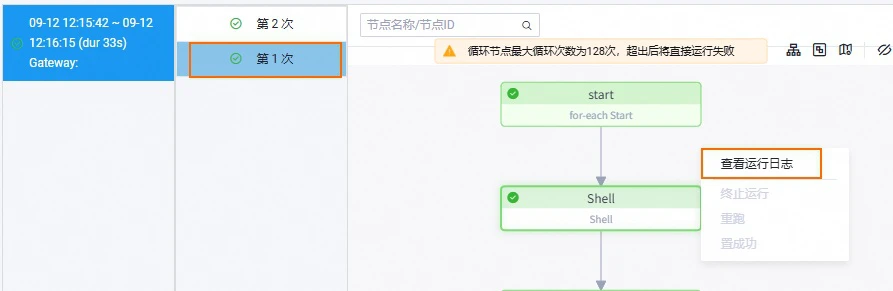 09-12 12:15:42 ~ 09-12
12:16:15 (dur 33s)
Gateway:
第 2 次
第 1 次
节点名称/节点ID
循环节点最大循环次数为128次，超出后将直接运行失败
start
for-each Start
Shell
Shell
查看运行日志
终止运行
重跑
置成功